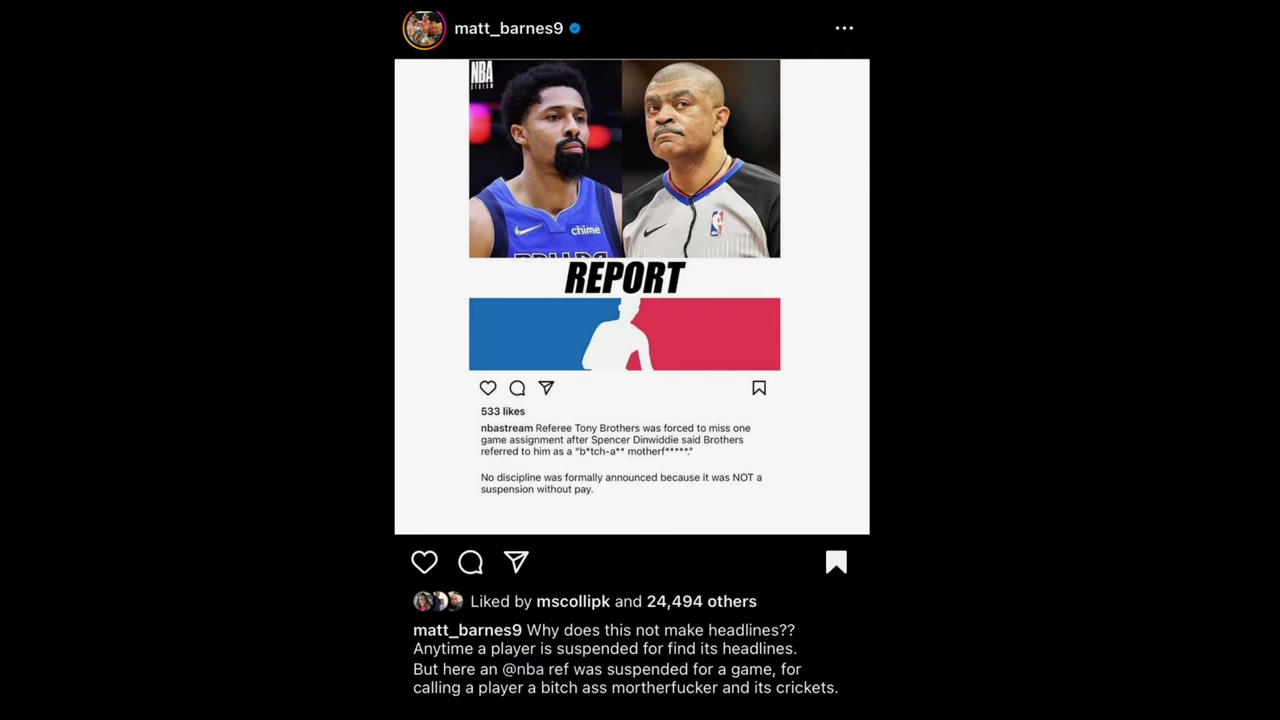 matt_barnes9
NBA
STREAM
chime
REPORT
533 likes
nbastream Referee Tony Brothers was forced to miss one
game assignment after Spencer Dinwiddie said Brothers
referred to him as a "b*tch-a** motherf*****."
No discipline was formally announced because it was NOT a
suspension without pay.
Liked by mscollipk and 24,494 others
matt_barnes9 Why does this not make headlines??
Anytime a player is suspended for find its headlines.
But here an @nba ref was suspended for a game, for
calling a player a bitch ass mortherfucker and its crickets.